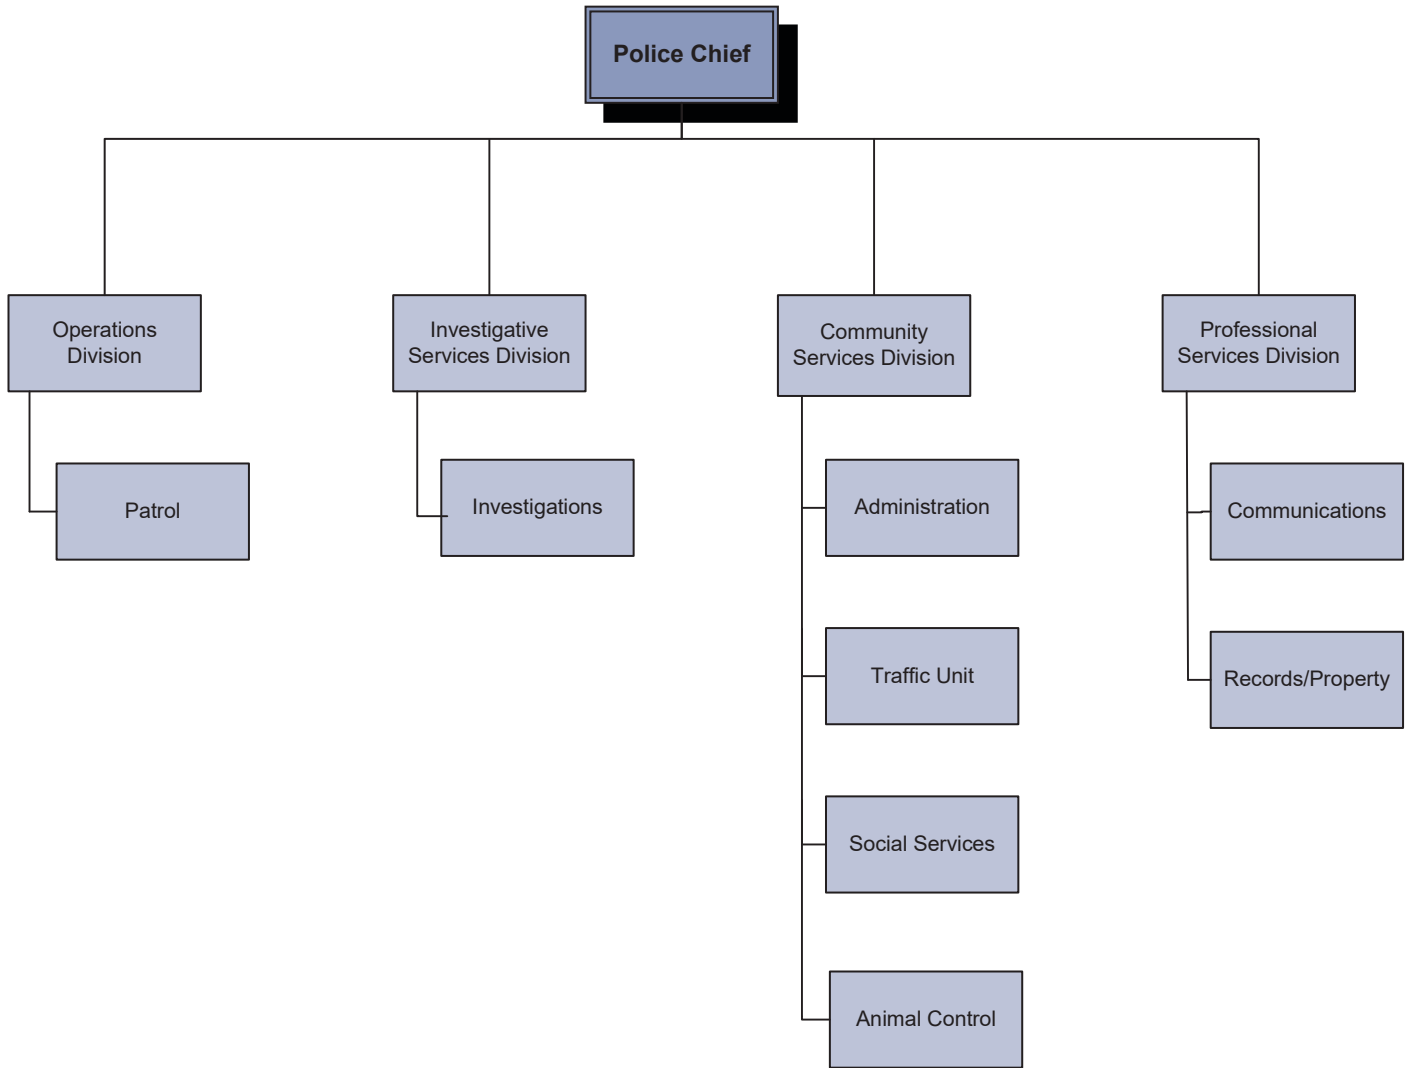 Police Chief
Operations
Division
Investigative
Services Division
Community
Services Division
Professional
Services Division
Patrol
Investigations
Administration
Communications
Traffic Unit
Records/Property
Social Services
Animal Control